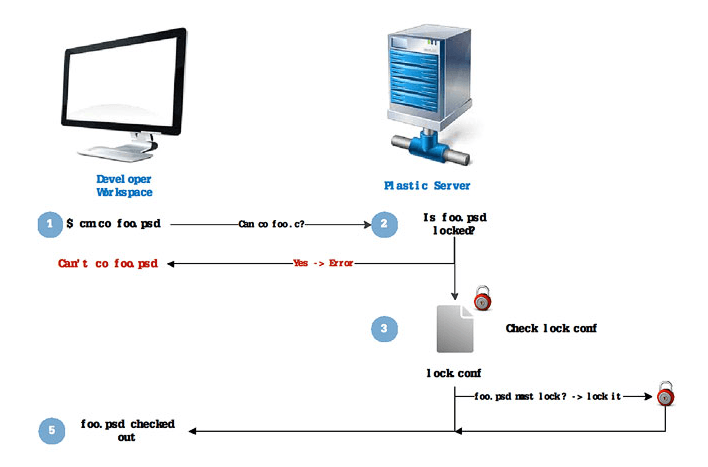 Developer
Workspace
Plastic Server
1 $ cm co foo.psd
Can co foo.c?
2 Is foo.psd
locked?
Can't co foo.psd
Yes -> Error
3 Check lock conf
lock.conf
foo.psd must lock? -> lock it
5 foo.psd checked
out